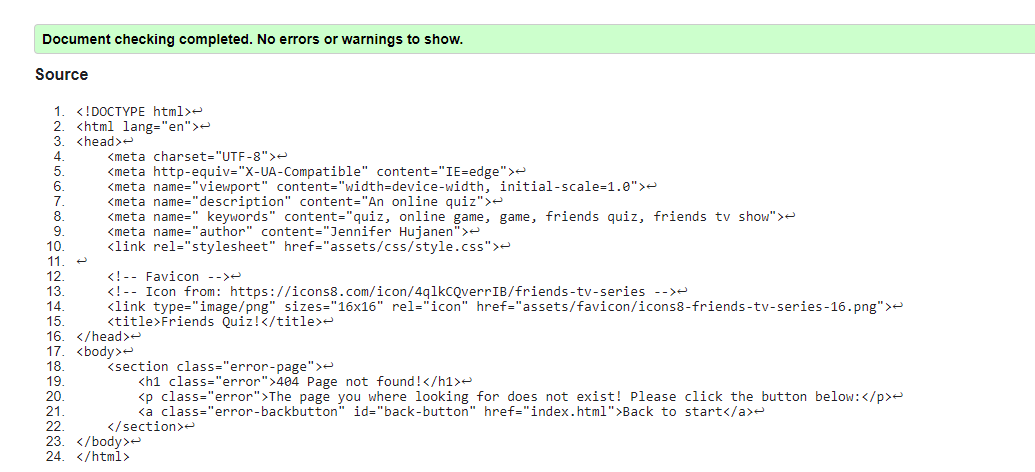 Document checking completed. No errors or warnings to show.
Source
1. <!DOCTYPE html>↩
2. <html lang="en">↩
3. <head>↩
4.     <meta charset="UTF-8">↩
5.     <meta http-equiv="X-UA-Compatible" content="IE=edge">↩
6.     <meta name="viewport" content="width=device-width, initial-scale=1.0">↩
7.     <meta name="description" content="An online quiz">↩
8.     <meta name=" keywords" content="quiz, online game, game, friends quiz, friends tv show">↩
9.     <meta name="author" content="Jennifer Hujanen">↩
10.     <link rel="stylesheet" href="assets/css/style.css">↩
11. ↩
12.     <!-- Favicon -->↩
13.     <!-- Icon from: https://icons8.com/icon/4qlkCQverrIB/friends-tv-series -->↩
14.     <link type="image/png" sizes="16x16" rel="icon" href="assets/favicon/icons8-friends-tv-series-16.png">↩
15.     <title>Friends Quiz!</title>↩
16. </head>↩
17. <body>↩
18.     <section class="error-page">↩
19.         <h1 class="error">404 Page not found!</h1>↩
20.         <p class="error">The page you where looking for does not exist! Please click the button below:</p>↩
21.         <a class="error-backbutton" id="back-button" href="index.html">Back to start</a>↩
22.     </section>↩
23. </body>↩
24. </html>